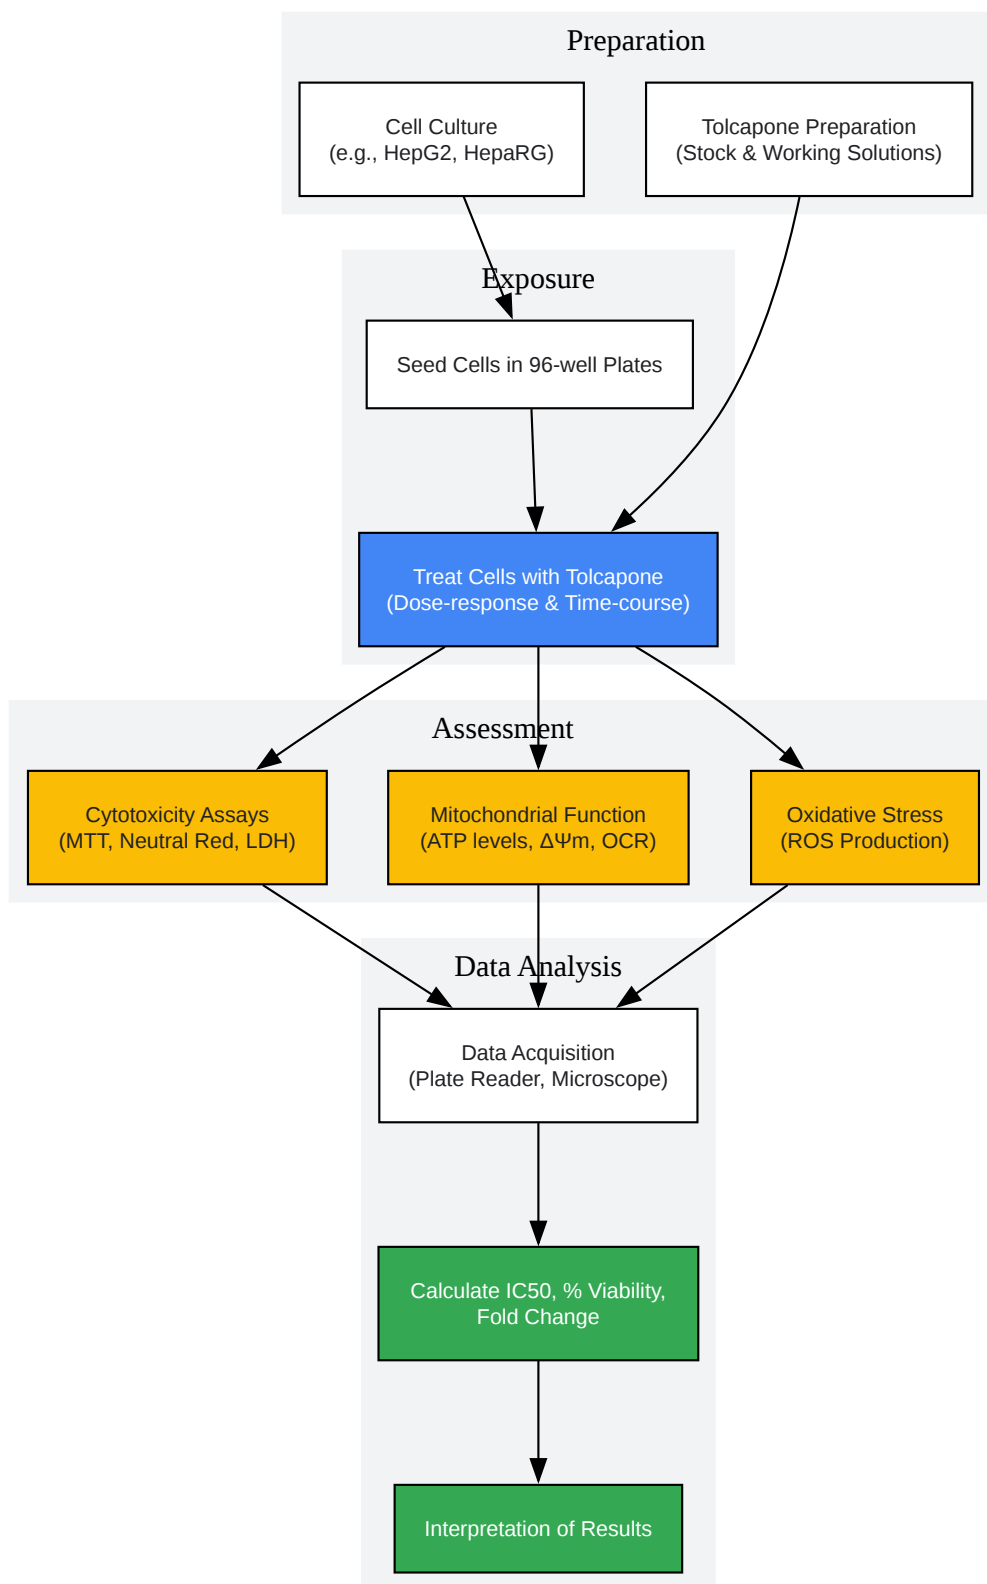 Preparation
Cell Culture
(e.g., HepG2, HepaRG)
Tolcapone Preparation
(Stock & Working Solutions)
Exposure
Seed Cells in 96-well Plates
Treat Cells with Tolcapone
(Dose-response & Time-course)
Assessment
Cytotoxicity Assays
(MTT, Neutral Red, LDH)
Mitochondrial Function
(ATP levels, ΔΨm, OCR)
Oxidative Stress
(ROS Production)
Data Analysis
Data Acquisition
(Plate Reader, Microscope)
Calculate IC50, % Viability,
Fold Change
Interpretation of Results